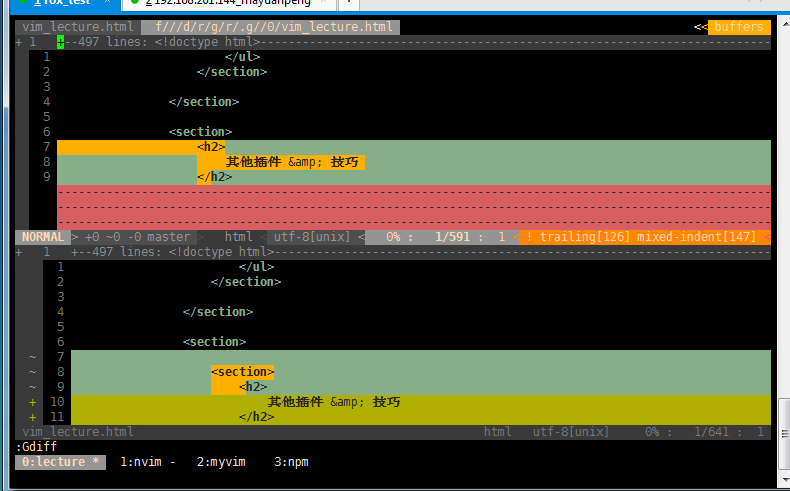 1 fox_test × 2 192.168.201.144_mayuanpeng ×
vim_lecture.html f///d/r/g/r/.g//0/vim_lecture.html << buffers
+ 1 +--497 lines: <!doctype html>
1 </ul>
2 </section>
3
4 </section>
5
6 <section>
7 <h2>
8 其他插件 &amp; 技巧
9 </h2>
NORMAL > +0 ~0 -0 master > html < utf-8[unix] < 0% : 1/591 : 1 < ! trailing[126] mixed-indent[147] <
+ 1 +--497 lines: <!doctype html>
1 </ul>
2 </section>
3
4 </section>
5
6 <section>
~ 7
~ 8 <section>
~ 9 <h2>
+ 10 其他插件 &amp; 技巧
+ 11 </h2>
vim_lecture.html html utf-8[unix] 0% : 1/641 : 1
:Gdiff
0:lecture * 1:nvim - 2:myvim 3:npm